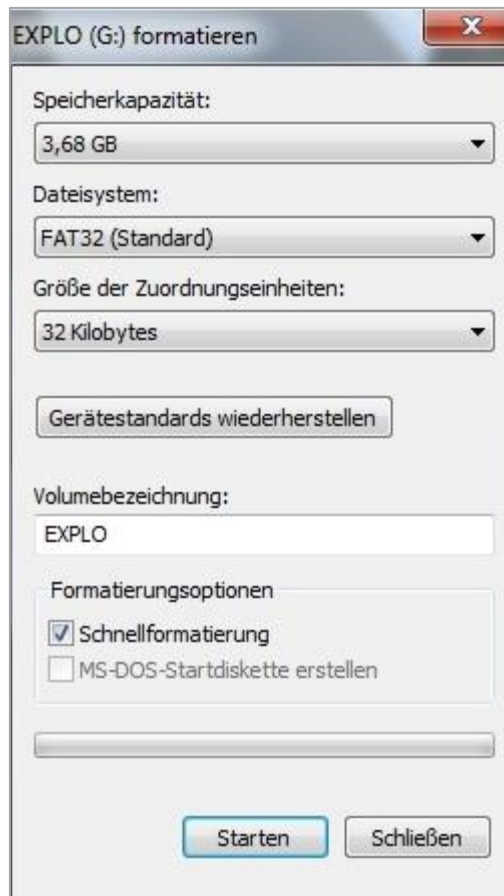 EXPLO (G:) formatieren
Speicherkapazität:
3,68 GB
Dateisystem:
FAT32 (Standard)
Größe der Zuordnungseinheiten:
32 Kilobytes
Gerätestandards wiederherstellen
Volumebezeichnung:
EXPLO
Formatierungsoptionen
Schnellformatierung
MS-DOS-Startdiskette erstellen
Starten Schließen